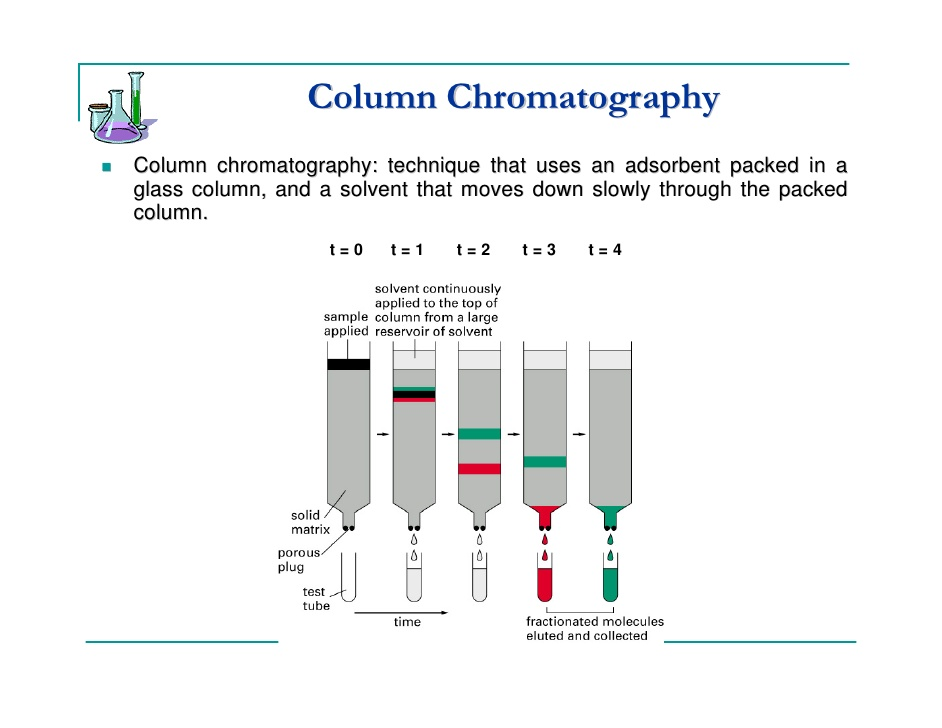 Column Chromatography
Column chromatography: technique that uses an adsorbent packed in a
glass column, and a solvent that moves down slowly through the packed
column.
t = 0 t = 1 t = 2 t = 3 t = 4
solvent continuously
applied to the top of
column from a large
reservoir of solvent
sample
applied
solid
matrix
porous
plug
test
tube
time
fractionated molecules
eluted and collected